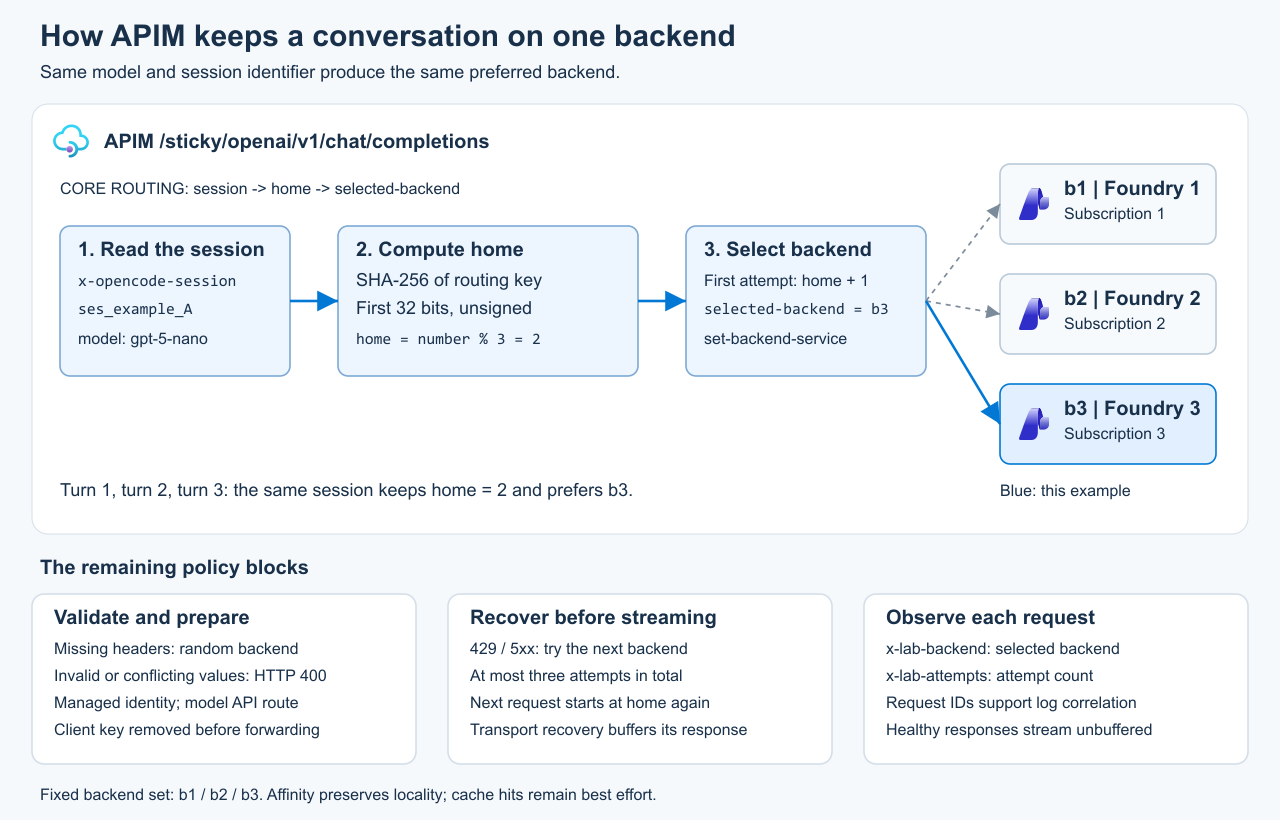 How APIM keeps a conversation on one backend
Same model and session identifier produce the same preferred backend.
APIM /sticky/openai/v1/chat/completions
CORE ROUTING: session -> home -> selected-backend
1. Read the session
x-opencode-session
ses_example_A
model: gpt-5-nano
2. Compute home
SHA-256 of routing key
First 32 bits, unsigned
home = number % 3 = 2
3. Select backend
First attempt: home + 1
selected-backend = b3
set-backend-service
b1 | Foundry 1
Subscription 1
b2 | Foundry 2
Subscription 2
b3 | Foundry 3
Subscription 3
Turn 1, turn 2, turn 3: the same session keeps home = 2 and prefers b3.
Blue: this example
The remaining policy blocks
Validate and prepare
Missing headers: random backend
Invalid or conflicting values: HTTP 400
Managed identity; model API route
Client key removed before forwarding
Recover before streaming
429 / 5xx: try the next backend
At most three attempts in total
Next request starts at home again
Transport recovery buffers its response
Observe each request
x-lab-backend: selected backend
x-lab-attempts: attempt count
Request IDs support log correlation
Healthy responses stream unbuffered
Fixed backend set: b1 / b2 / b3. Affinity preserves locality; cache hits remain best effort.